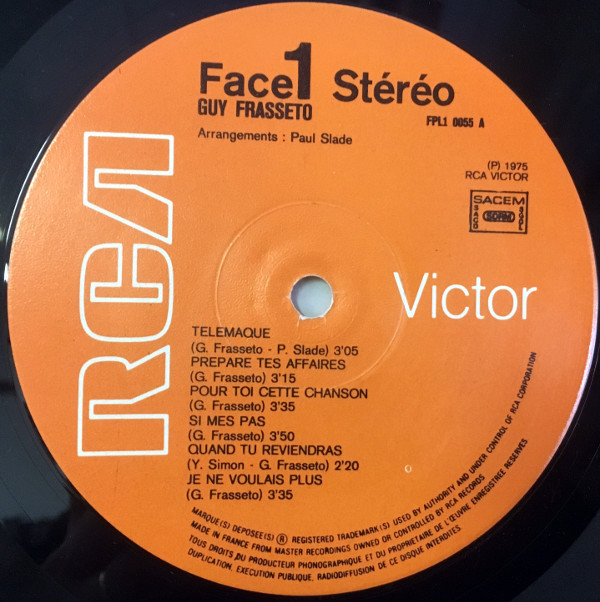 Face 1 Stéréo
GUY FRASSETO
FPL1 0055 A
Arrangements : Paul Slade
(P) 1975
RCA VICTOR
SACEM
SACD
SDRM
SGDL
RCA
Victor
TELEMAQUE
(G. Frasseto - P. Slade) 3'05
PREPARE TES AFFAIRES
(G. Frasseto) 3'15
POUR TOI CETTE CHANSON
(G. Frasseto) 3'35
SI MES PAS
(G. Frasseto) 3'50
QUAND TU REVIENDRAS
(Y. Simon - G. Frasseto) 2'20
JE NE VOULAIS PLUS
(G. Frasseto) 3'35
MARQUE(S) DEPOSEE(S) ® REGISTERED TRADEMARK(S) USED BY AUTHORITY AND UNDER CONTROL OF RCA CORPORATION
MADE IN FRANCE FROM MASTER RECORDINGS OWNED OR CONTROLLED BY RCA RECORDS
TOUS DROITS DU PRODUCTEUR PHONOGRAPHIQUE ET DU PROPRIETAIRE DE L'ŒUVRE ENREGISTREE RESERVES
DUPLICATION, EXECUTION PUBLIQUE, RADIODIFFUSION DE CE DISQUE INTERDITES